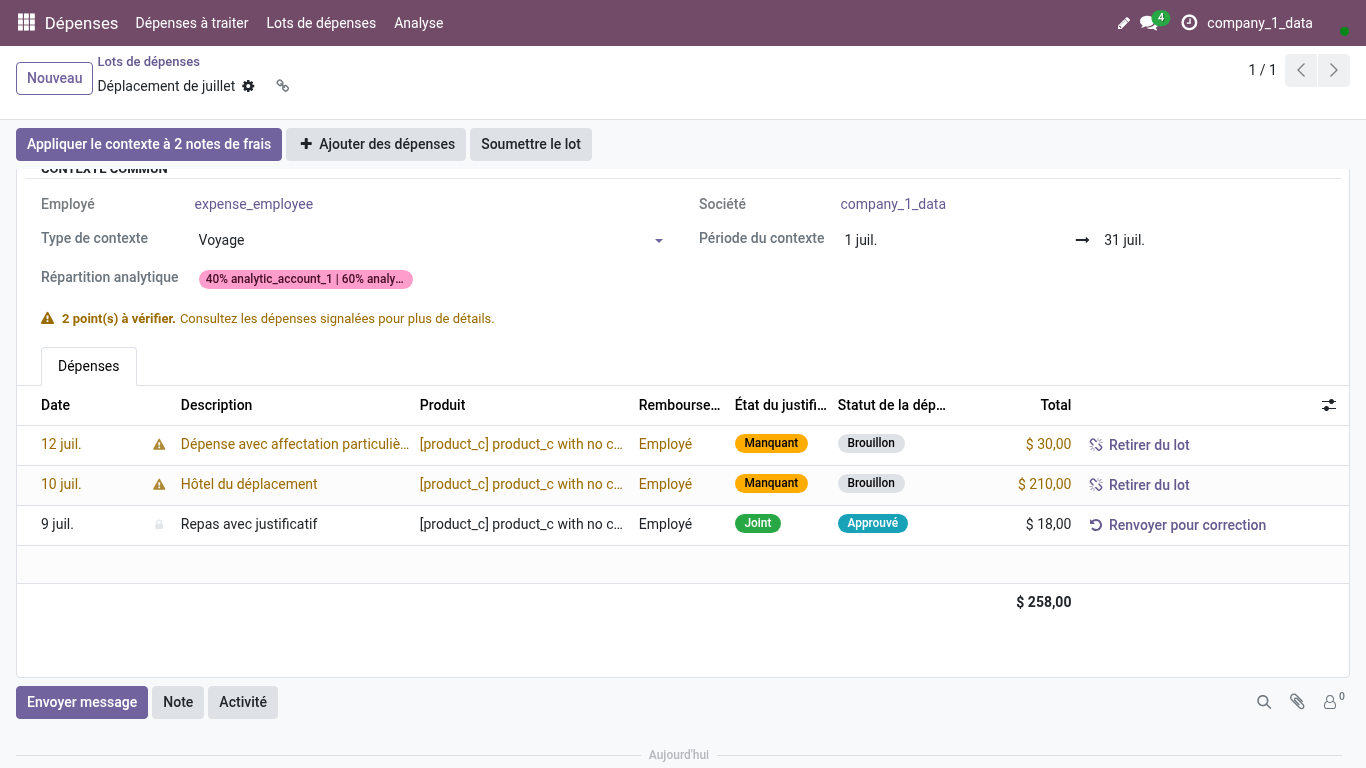 Dépenses Dépenses à traiter Lots de dépenses Analyse 4 company_1_data
Nouveau
Lots de dépenses
Déplacement de juillet
1 / 1
Appliquer le contexte à 2 notes de frais Ajouter des dépenses Soumettre le lot
CONTEXTE COMMUN
Employé expense_employee Société company_1_data
Type de contexte Voyage Période du contexte 1 juil. 31 juil.
Répartition analytique 40% analytic_account_1 | 60% analy...
2 point(s) à vérifier. Consultez les dépenses signalées pour plus de détails.
Dépenses
Date Description Produit Rembourse... État du justifi... Statut de la dép... Total
12 juil. Dépense avec affectation particuliè... [product_c] product_c with no c... Employé Manquant Brouillon $ 30,00 Retirer du lot
10 juil. Hôtel du déplacement [product_c] product_c with no c... Employé Manquant Brouillon $ 210,00 Retirer du lot
9 juil. Repas avec justificatif [product_c] product_c with no c... Employé Joint Approuvé $ 18,00 Renvoyer pour correction
$ 258,00
Envoyer message Note Activité 0
Aujourd'hui